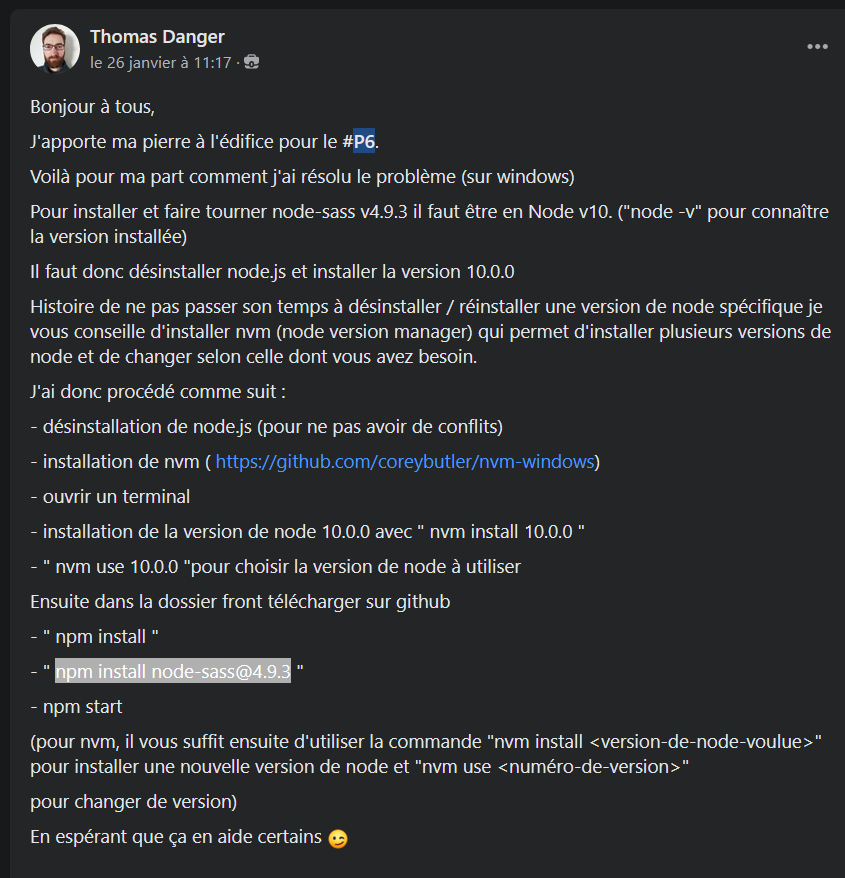 Thomas Danger
le 26 janvier à 11:17 ·
Bonjour à tous,
J'apporte ma pierre à l'édifice pour le #P6.
Voilà pour ma part comment j'ai résolu le problème (sur windows)
Pour installer et faire tourner node-sass v4.9.3 il faut être en Node v10. ("node -v" pour connaître
la version installée)
Il faut donc désinstaller node.js et installer la version 10.0.0
Histoire de ne pas passer son temps à désinstaller / réinstaller une version de node spécifique je
vous conseille d'installer nvm (node version manager) qui permet d'installer plusieurs versions de
node et de changer selon celle dont vous avez besoin.
J'ai donc procédé comme suit :
- désinstallation de node.js (pour ne pas avoir de conflits)
- installation de nvm ( https://github.com/coreybutler/nvm-windows)
- ouvrir un terminal
- installation de la version de node 10.0.0 avec " nvm install 10.0.0 "
- " nvm use 10.0.0 "pour choisir la version de node à utiliser
Ensuite dans la dossier front télécharger sur github
- " npm install "
- " npm install node-sass@4.9.3 "
- npm start
(pour nvm, il vous suffit ensuite d'utiliser la commande "nvm install <version-de-node-voulue>"
pour installer une nouvelle version de node et "nvm use <numéro-de-version>"
pour changer de version)
En espérant que ça en aide certains 😉